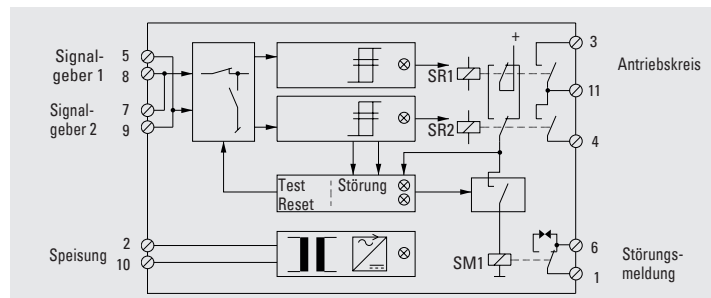 Signal-
geber 1
5
8
Signal-
geber 2
7
9
Speisung
2
10
SR1
SR2
Test
Reset
Störung
SM1
+
3
11
4
6
1
Antriebskreis
Störungs-
meldung